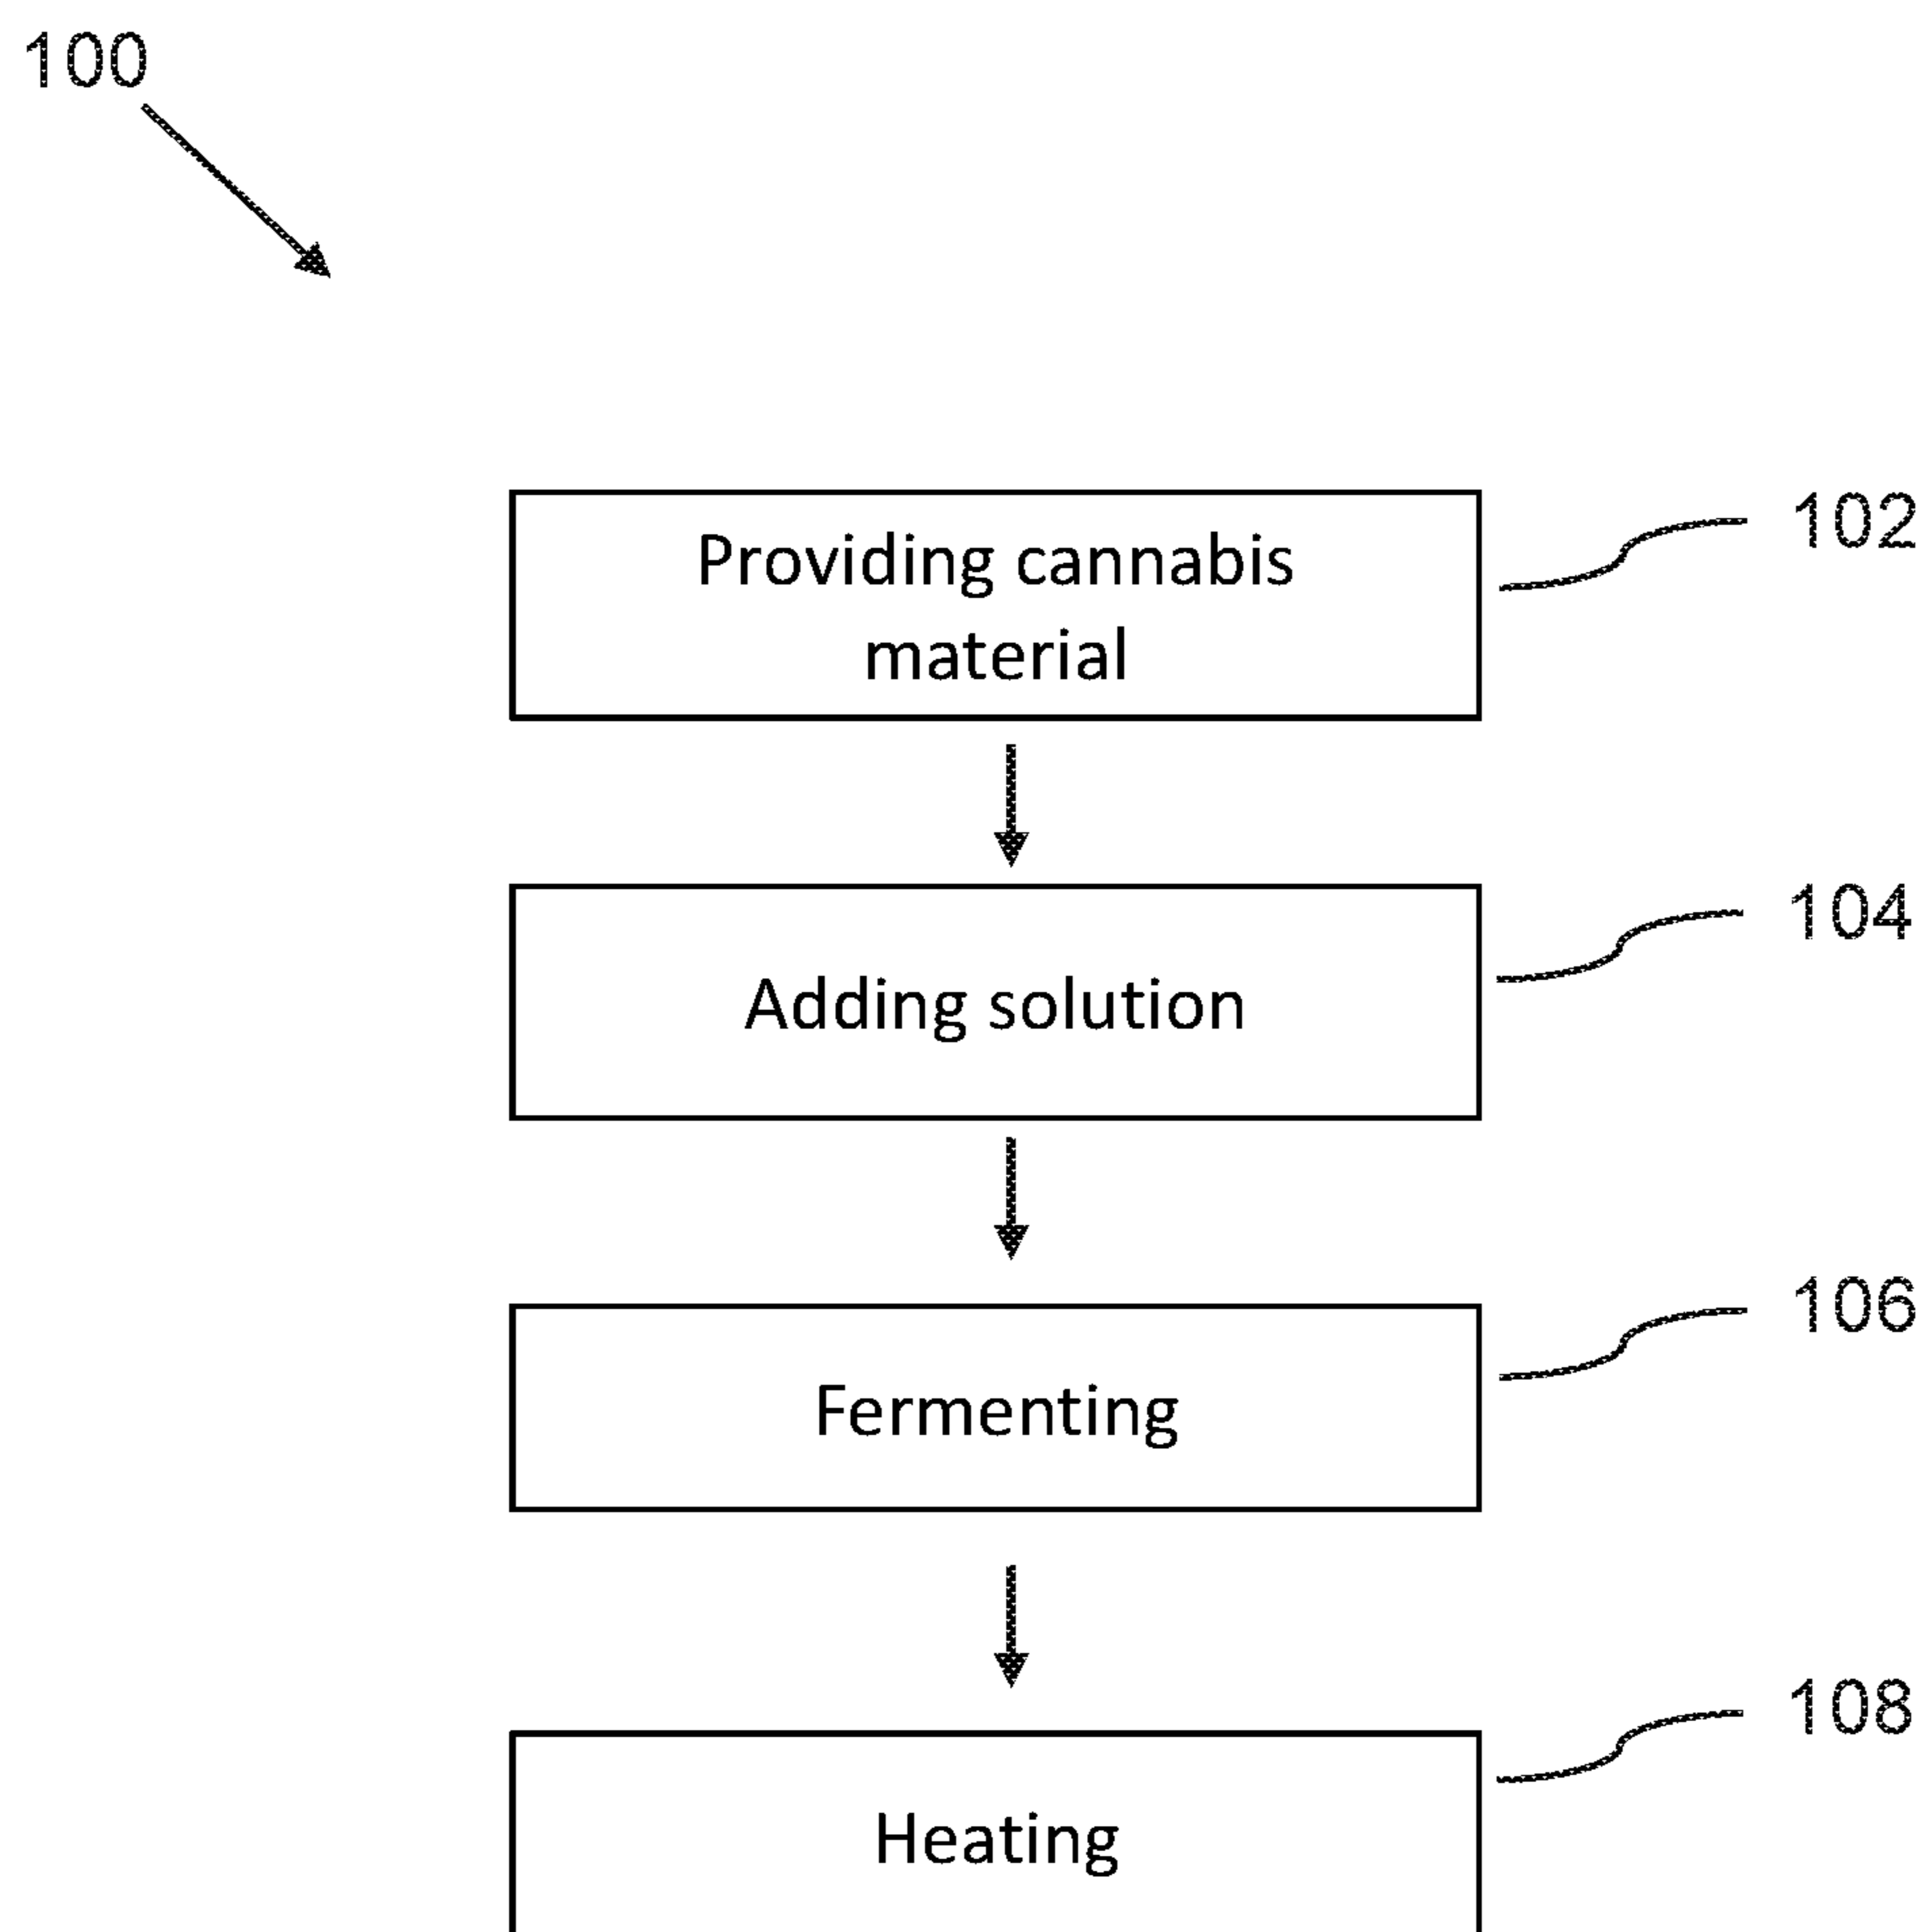 100
Providing cannabis
material
102
Adding solution
104
Fermenting
106
Heating
108